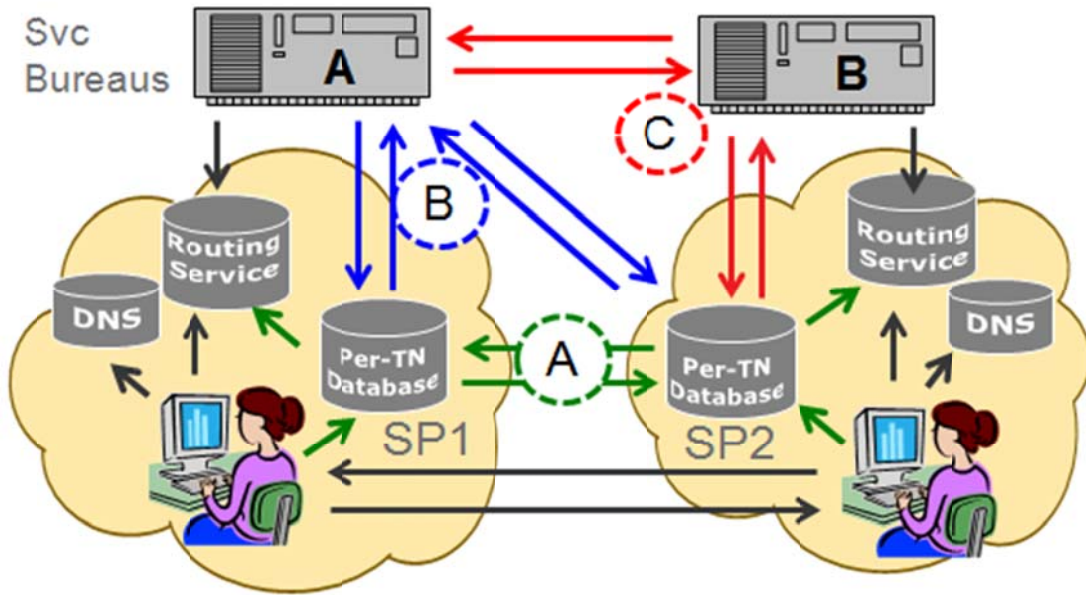 Svc
Bureaus
A
B
C
B
Routing
Service
DNS
Per-TN
Database
SP1
A
Per-TN
Database
SP2
Routing
Service
DNS